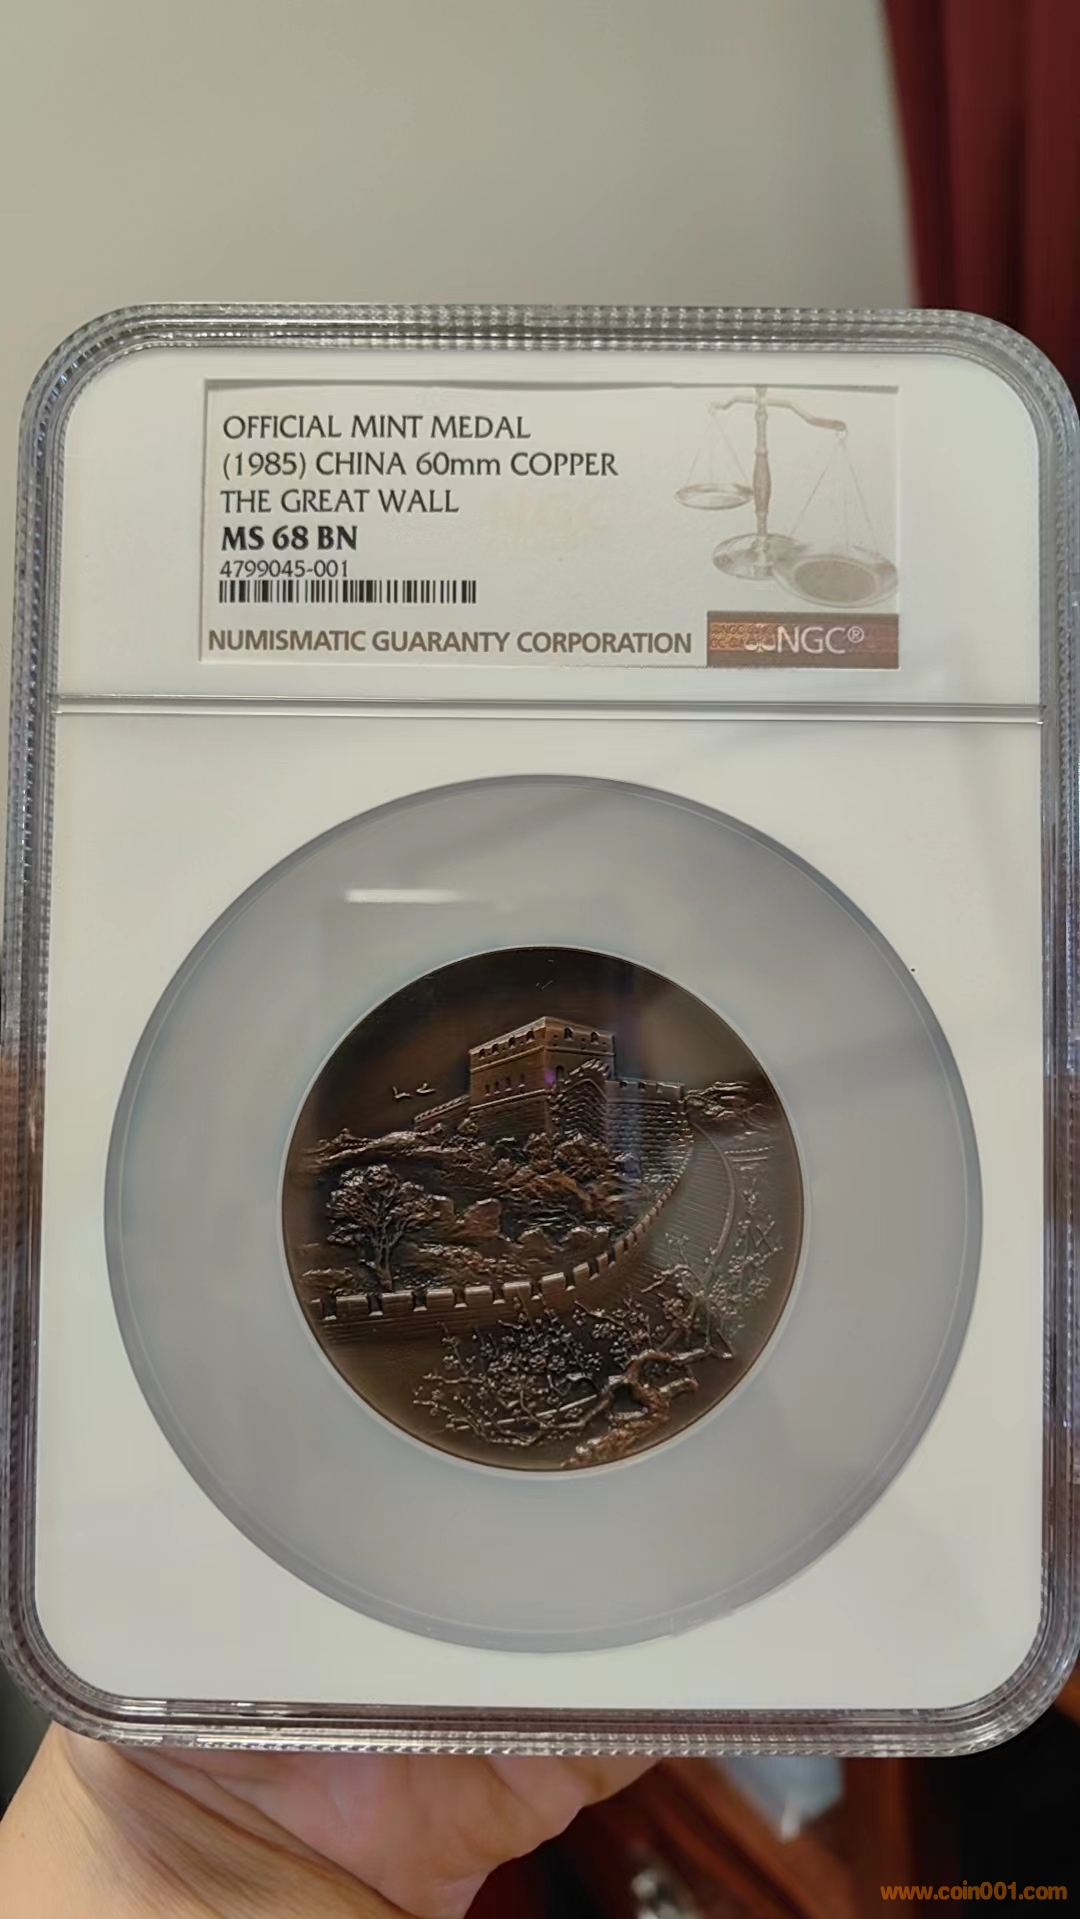 OFFICIAL MINT MEDAL
(1985) CHINA 60mm COPPER
THE GREAT WALL
MS 68 BN
4799045-001
NUMISMATIC GUARANTY CORPORATION
NGC®
www.coin001.com